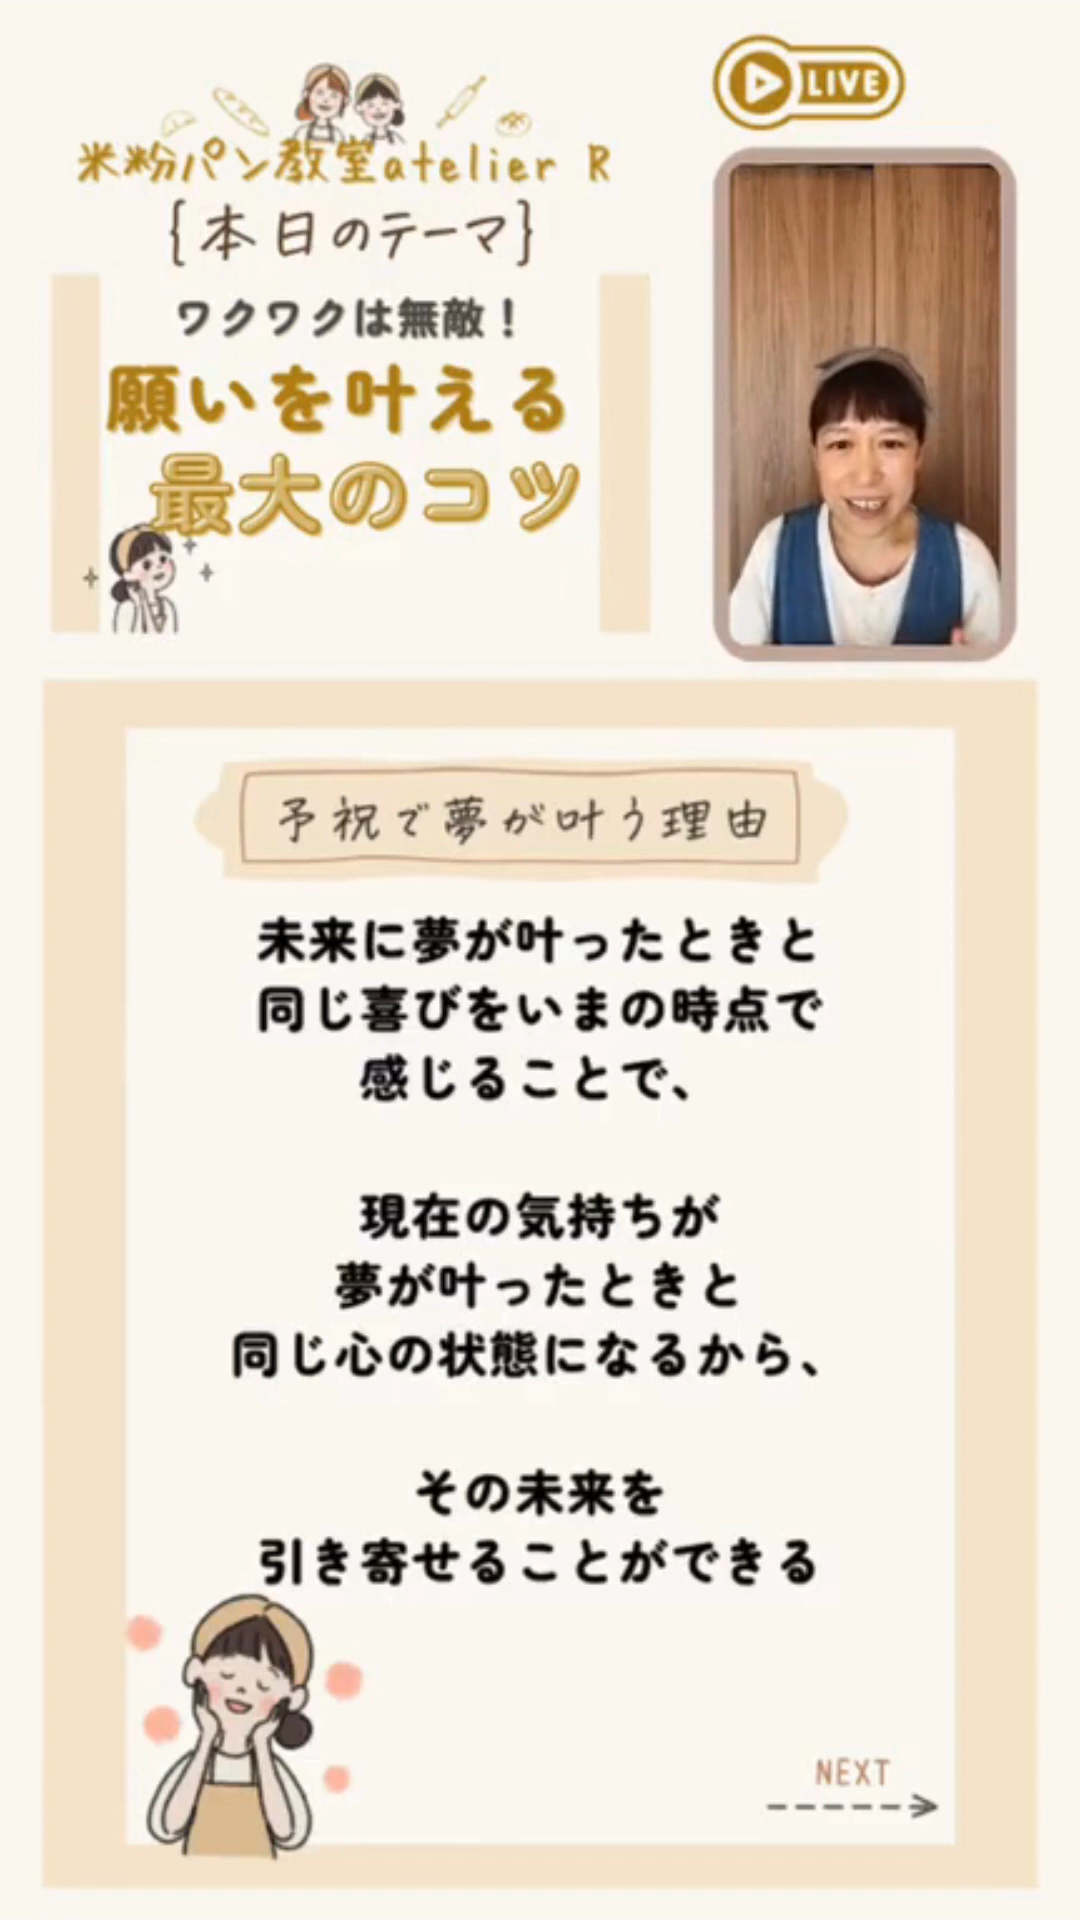 LIVE
米粉パン教室atelier R
{本日のテーマ}
ワクワクは無敵！
願いを叶える
最大のコツ
予祝で夢が叶う理由
未来に夢が叶ったときと
同じ喜びをいまの時点で
感じることで、
現在の気持ちが
夢が叶ったときと
同じ心の状態になるから、
その未来を
引き寄せることができる
NEXT